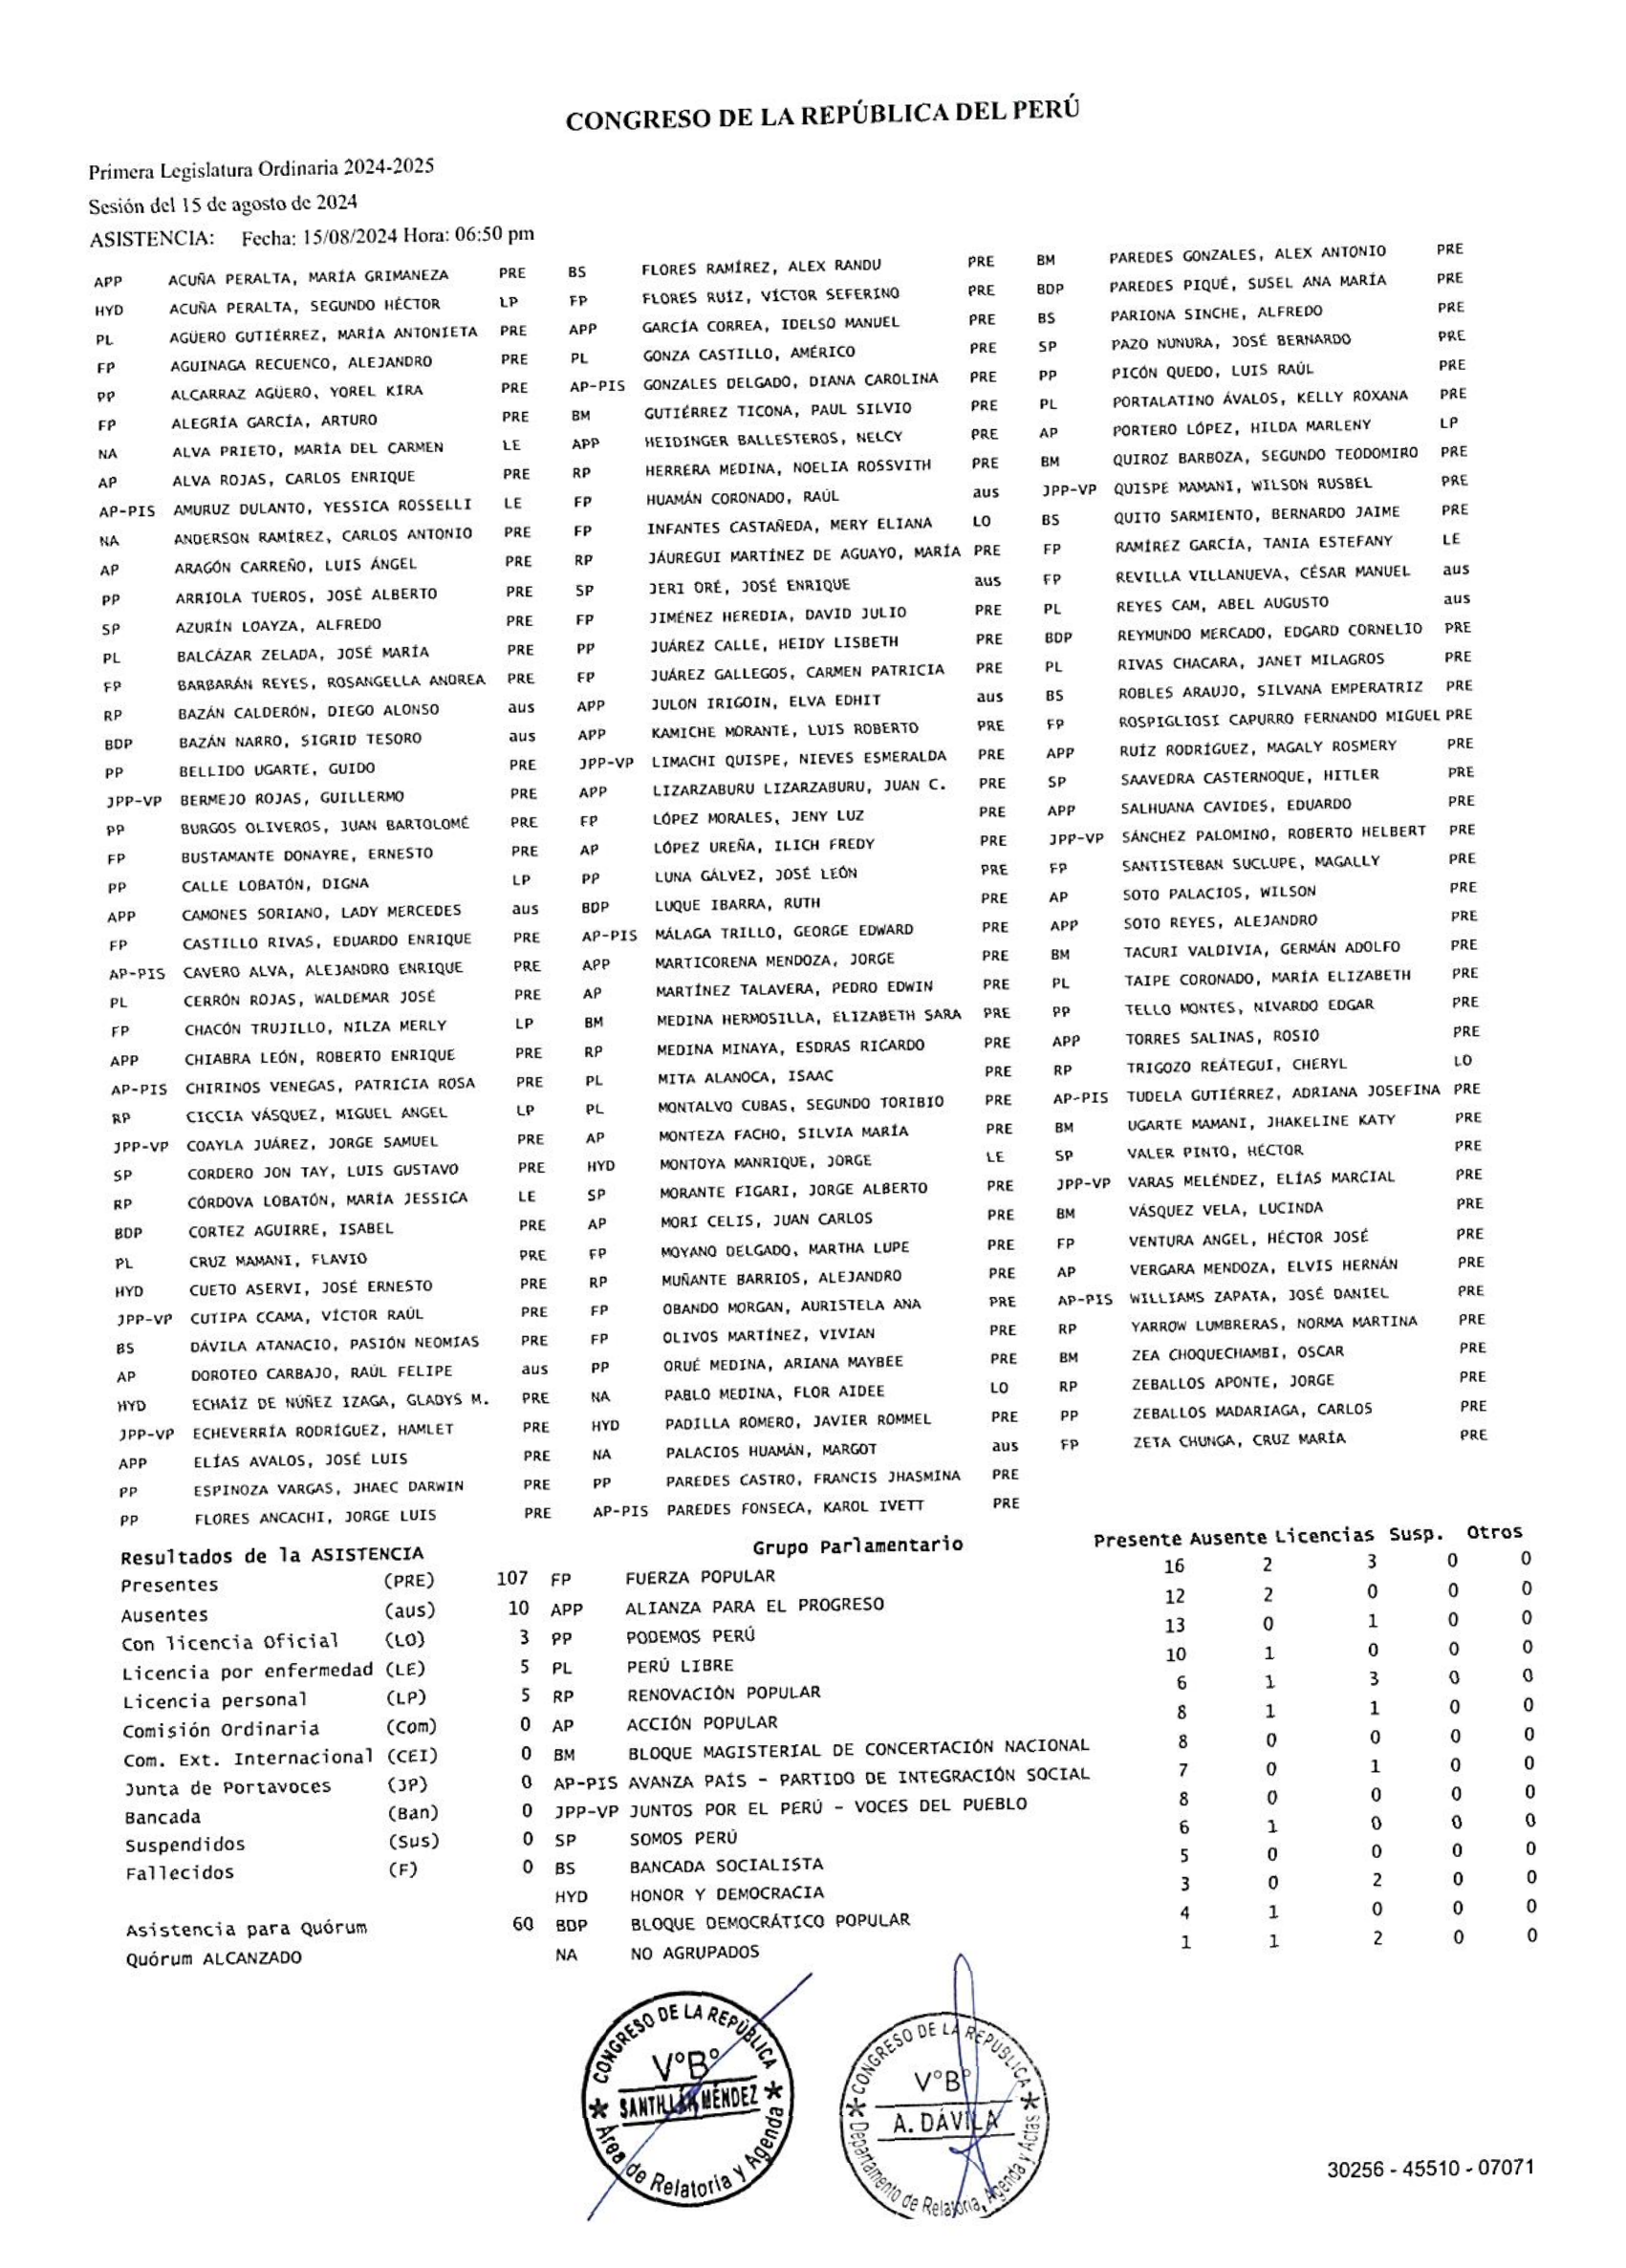 CONGRESO DE LA REPÚBLICA DEL PERÚ
Primera Legislatura Ordinaria 2024-2025
Sesión del 15 de agosto de 2024
ASISTENCIA: Fecha: 15/08/2024 Hora: 06:50 pm
APP ACUÑA PERALTA, MARÍA GRIMANEZA PRE BS FLORES RAMÍREZ, ALEX RANDU PRE BM PAREDES GONZALES, ALEX ANTONIO PRE
HYD ACUÑA PERALTA, SEGUNDO HÉCTOR LP FP FLORES RUÍZ, VÍCTOR SEFERINO PRE BDP PAREDES PIQUÉ, SUSEL ANA MARÍA PRE
PL AGÜERO GUTIÉRREZ, MARÍA ANTONIETA PRE APP GARCÍA CORREA, IDELSO MANUEL PRE BS PARIONA SINCHE, ALFREDO PRE
FP AGUINAGA RECUENCO, ALEJANDRO PRE PL GONZA CASTILLO, AMÉRICO PRE SP PAZO NUNURA, JOSÉ BERNARDO PRE
PP ALCARRAZ AGÜERO, YOREL KIRA PRE AP-PIS GONZALES DELGADO, DIANA CAROLINA PRE PP PICÓN QUEDO, LUIS RAÚL PRE
FP ALEGRÍA GARCÍA, ARTURO PRE BM GUTIÉRREZ TICONA, PAUL SILVIO PRE PL PORTALATINO ÁVALOS, KELLY ROXANA PRE
NA ALVA PRIETO, MARÍA DEL CARMEN LE APP HEIDINGER BALLESTEROS, NELCY PRE AP PORTERO LÓPEZ, HILDA MARLENY LP
AP ALVA ROJAS, CARLOS ENRIQUE PRE RP HERRERA MEDINA, NOELIA ROSSVITH PRE BM QUIROZ BARBOZA, SEGUNDO TEODOMIRO PRE
AP-PIS AMURUZ DULANTO, YESSICA ROSSELLI LE FP HUAMÁN CORONADO, RAÚL aus JPP-VP QUISPE MAMANI, WILSON RUSBEL PRE
NA ANDERSON RAMÍREZ, CARLOS ANTONIO PRE FP INFANTES CASTAÑEDA, MERY ELIANA LO BS QUITO SARMIENTO, BERNARDO JAIME PRE
AP ARAGÓN CARREÑO, LUIS ÁNGEL PRE RP JÁUREGUI MARTÍNEZ DE AGUAYO, MARÍA PRE FP RAMÍREZ GARCÍA, TANIA ESTEFANY LE
PP ARRIOLA TUEROS, JOSÉ ALBERTO PRE SP JERI ORÉ, JOSÉ ENRIQUE aus FP REVILLA VILLANUEVA, CÉSAR MANUEL aus
SP AZURÍN LOAYZA, ALFREDO PRE FP JIMÉNEZ HEREDIA, DAVID JULIO PRE PL REYES CAM, ABEL AUGUSTO aus
PL BALCÁZAR ZELADA, JOSÉ MARÍA PRE PP JUÁREZ CALLE, HEIDY LISBETH PRE BDP REYMUNDO MERCADO, EDGARD CORNELIO PRE
FP BARBARÁN REYES, ROSANGELLA ANDREA PRE FP JUÁREZ GALLEGOS, CARMEN PATRICIA PRE PL RIVAS CHACARA, JANET MILAGROS PRE
RP BAZÁN CALDERÓN, DIEGO ALONSO aus APP JULON IRIGOIN, ELVA EDHIT aus BS ROBLES ARAUJO, SILVANA EMPERATRIZ PRE
BDP BAZÁN NARRO, SIGRID TESORO aus APP KAMICHE MORANTE, LUIS ROBERTO PRE FP ROSPIGLIOSI CAPURRO FERNANDO MIGUEL PRE
PP BELLIDO UGARTE, GUIDO PRE JPP-VP LIMACHI QUISPE, NIEVES ESMERALDA PRE APP RUÍZ RODRÍGUEZ, MAGALY ROSMERY PRE
JPP-VP BERMEJO ROJAS, GUILLERMO PRE APP LIZARZABURU LIZARZABURU, JUAN C. PRE SP SAAVEDRA CASTERNOQUE, HITLER PRE
PP BURGOS OLIVEROS, JUAN BARTOLOMÉ PRE FP LÓPEZ MORALES, JENY LUZ PRE APP SALHUANA CAVIDES, EDUARDO PRE
FP BUSTAMANTE DONAYRE, ERNESTO PRE AP LÓPEZ UREÑA, ILICH FREDY PRE JPP-VP SÁNCHEZ PALOMINO, ROBERTO HELBERT PRE
PP CALLE LOBATÓN, DIGNA LP PP LUNA GÁLVEZ, JOSÉ LEÓN PRE FP SANTISTEBAN SUCLUPE, MAGALLY PRE
APP CAMONES SORIANO, LADY MERCEDES aus BDP LUQUE IBARRA, RUTH PRE AP SOTO PALACIOS, WILSON PRE
FP CASTILLO RIVAS, EDUARDO ENRIQUE PRE AP-PIS MÁLAGA TRILLO, GEORGE EDWARD PRE APP SOTO REYES, ALEJANDRO PRE
AP-PIS CAVERO ALVA, ALEJANDRO ENRIQUE PRE APP MARTICORENA MENDOZA, JORGE PRE BM TACURI VALDIVIA, GERMÁN ADOLFO PRE
PL CERRÓN ROJAS, WALDEMAR JOSÉ PRE AP MARTÍNEZ TALAVERA, PEDRO EDWIN PRE PL TAIPE CORONADO, MARÍA ELIZABETH PRE
FP CHACÓN TRUJILLO, NILZA MERLY LP BM MEDINA HERMOSILLA, ELIZABETH SARA PRE PP TELLO MONTES, NIVARDO EDGAR PRE
APP CHIABRA LEÓN, ROBERTO ENRIQUE PRE RP MEDINA MINAYA, ESDRAS RICARDO PRE APP TORRES SALINAS, ROSIO PRE
AP-PIS CHIRINOS VENEGAS, PATRICIA ROSA PRE PL MITA ALANOCA, ISAAC PRE RP TRIGOZO REÁTEGUI, CHERYL LO
RP CICCIA VÁSQUEZ, MIGUEL ANGEL LP PL MONTALVO CUBAS, SEGUNDO TORIBIO PRE AP-PIS TUDELA GUTIÉRREZ, ADRIANA JOSEFINA PRE
JPP-VP COAYLA JUÁREZ, JORGE SAMUEL PRE AP MONTEZA FACHO, SILVIA MARÍA PRE BM UGARTE MAMANI, JHAKELINE KATY PRE
SP CORDERO JON TAY, LUIS GUSTAVO PRE HYD MONTOYA MANRIQUE, JORGE LE SP VALER PINTO, HÉCTOR PRE
RP CÓRDOVA LOBATÓN, MARÍA JESSICA LE SP MORANTE FIGARI, JORGE ALBERTO PRE JPP-VP VARAS MELÉNDEZ, ELÍAS MARCIAL PRE
BDP CORTEZ AGUIRRE, ISABEL PRE AP MORI CELIS, JUAN CARLOS PRE BM VÁSQUEZ VELA, LUCINDA PRE
PL CRUZ MAMANI, FLAVIO PRE FP MOYANO DELGADO, MARTHA LUPE PRE FP VENTURA ANGEL, HÉCTOR JOSÉ PRE
HYD CUETO ASERVI, JOSÉ ERNESTO PRE RP MUÑANTE BARRIOS, ALEJANDRO PRE AP VERGARA MENDOZA, ELVIS HERNÁN PRE
JPP-VP CUTIPA CCAMA, VÍCTOR RAÚL PRE FP OBANDO MORGAN, AURISTELA ANA PRE AP-PIS WILLIAMS ZAPATA, JOSÉ DANIEL PRE
BS DÁVILA ATANACIO, PASIÓN NEOMIAS PRE FP OLIVOS MARTÍNEZ, VIVIAN PRE RP YARROW LUMBRERAS, NORMA MARTINA PRE
AP DOROTEO CARBAJO, RAÚL FELIPE aus PP ORUÉ MEDINA, ARIANA MAYBEE PRE BM ZEA CHOQUECHAMBI, OSCAR PRE
HYD ECHAÍZ DE NÚÑEZ IZAGA, GLADYS M. PRE NA PABLO MEDINA, FLOR AIDEE LO RP ZEBALLOS APONTE, JORGE PRE
JPP-VP ECHEVERRÍA RODRÍGUEZ, HAMLET PRE HYD PADILLA ROMERO, JAVIER ROMMEL PRE PP ZEBALLOS MADARIAGA, CARLOS PRE
APP ELÍAS AVALOS, JOSÉ LUIS PRE NA PALACIOS HUAMÁN, MARGOT aus FP ZETA CHUNGA, CRUZ MARÍA PRE
PP ESPINOZA VARGAS, JHAEC DARWIN PRE PP PAREDES CASTRO, FRANCIS JHASMINA PRE
PP FLORES ANCACHI, JORGE LUIS PRE AP-PIS PAREDES FONSECA, KAROL IVETT PRE
Resultados de la ASISTENCIA Grupo Parlamentario Presente Ausente Licencias Susp. Otros
Presentes (PRE) 107 FP FUERZA POPULAR 16 2 3 0 0
Ausentes (aus) 10 APP ALIANZA PARA EL PROGRESO 12 2 0 0 0
Con licencia Oficial (LO) 3 PP PODEMOS PERÚ 13 0 1 0 0
Licencia por enfermedad (LE) 5 PL PERÚ LIBRE 10 1 0 0 0
Licencia personal (LP) 5 RP RENOVACIÓN POPULAR 6 1 3 0 0
Comisión Ordinaria (Com) 0 AP ACCIÓN POPULAR 8 1 1 0 0
Com. Ext. Internacional (CEI) 0 BM BLOQUE MAGISTERIAL DE CONCERTACIÓN NACIONAL 8 0 0 0 0
Junta de Portavoces (JP) 0 AP-PIS AVANZA PAÍS - PARTIDO DE INTEGRACIÓN SOCIAL 7 0 1 0 0
Bancada (Ban) 0 JPP-VP JUNTOS POR EL PERÚ - VOCES DEL PUEBLO 8 0 0 0 0
Suspendidos (Sus) 0 SP SOMOS PERÚ 6 1 0 0 0
Fallecidos (F) 0 BS BANCADA SOCIALISTA 5 0 0 0 0
HYD HONOR Y DEMOCRACIA 3 0 2 0 0
Asistencia para Quórum 60 BDP BLOQUE DEMOCRÁTICO POPULAR 4 1 0 0 0
Quórum ALCANZADO NA NO AGRUPADOS 1 1 2 0 0
CONGRESO DE LA REPÚBLICA
V°B°
SANTILLÁN MÉNDEZ
Área de Relatoría y Agenda
CONGRESO DE LA REPÚBLICA
V°B°
A. DÁVILA
Departamento de Relatoría, Agenda y Actas
30256 - 45510 - 07071